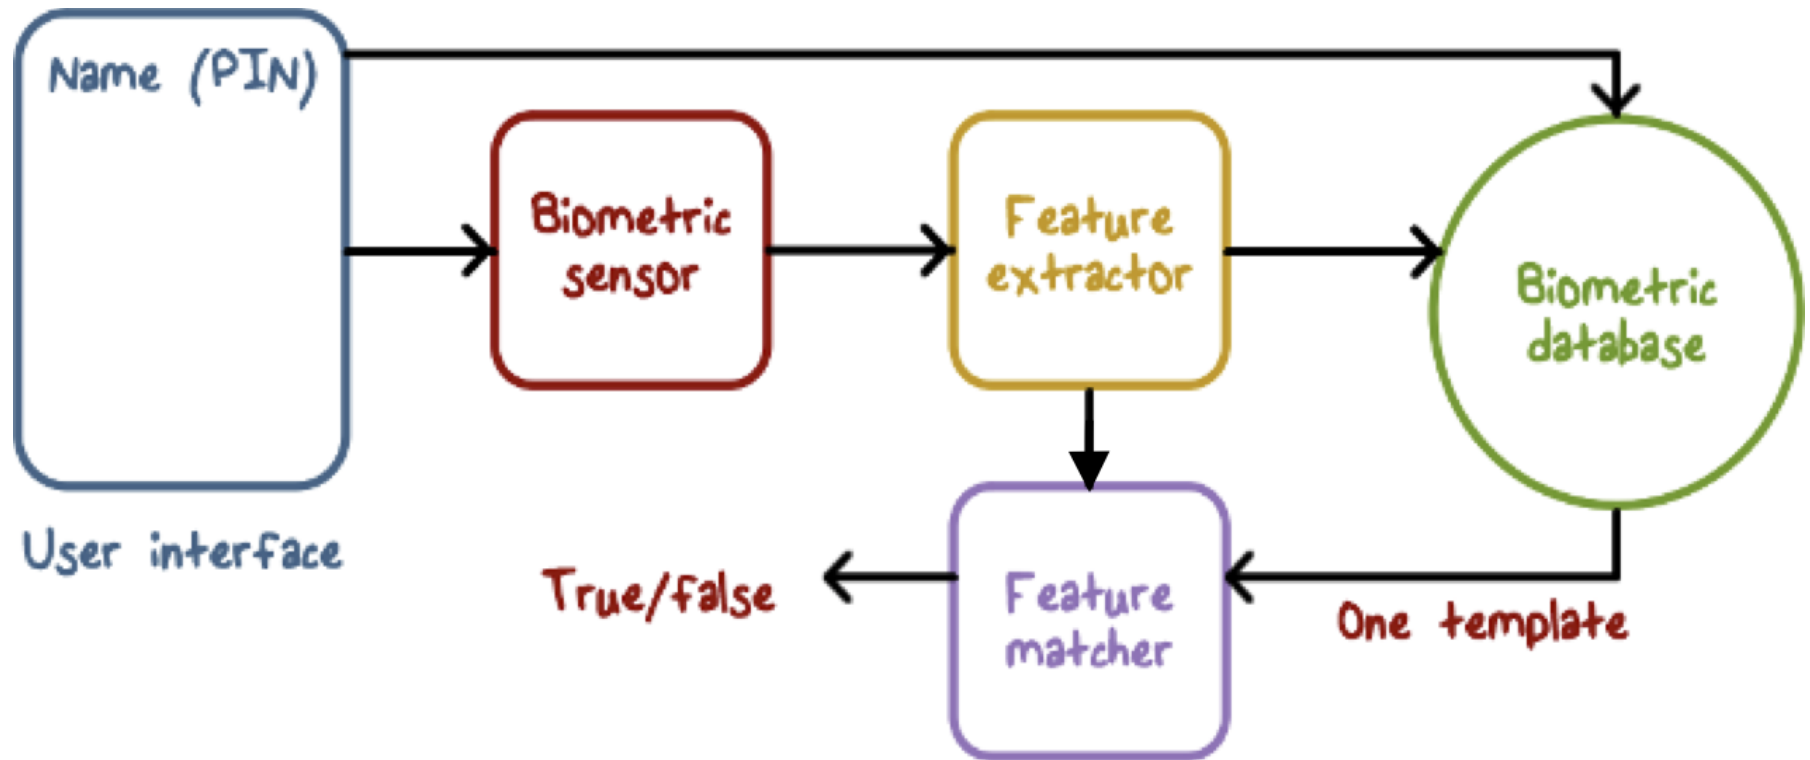 Name (PIN)
Biometric
sensor
Feature
extractor
Biometric
database
User interface
True/false
Feature
matcher
One template